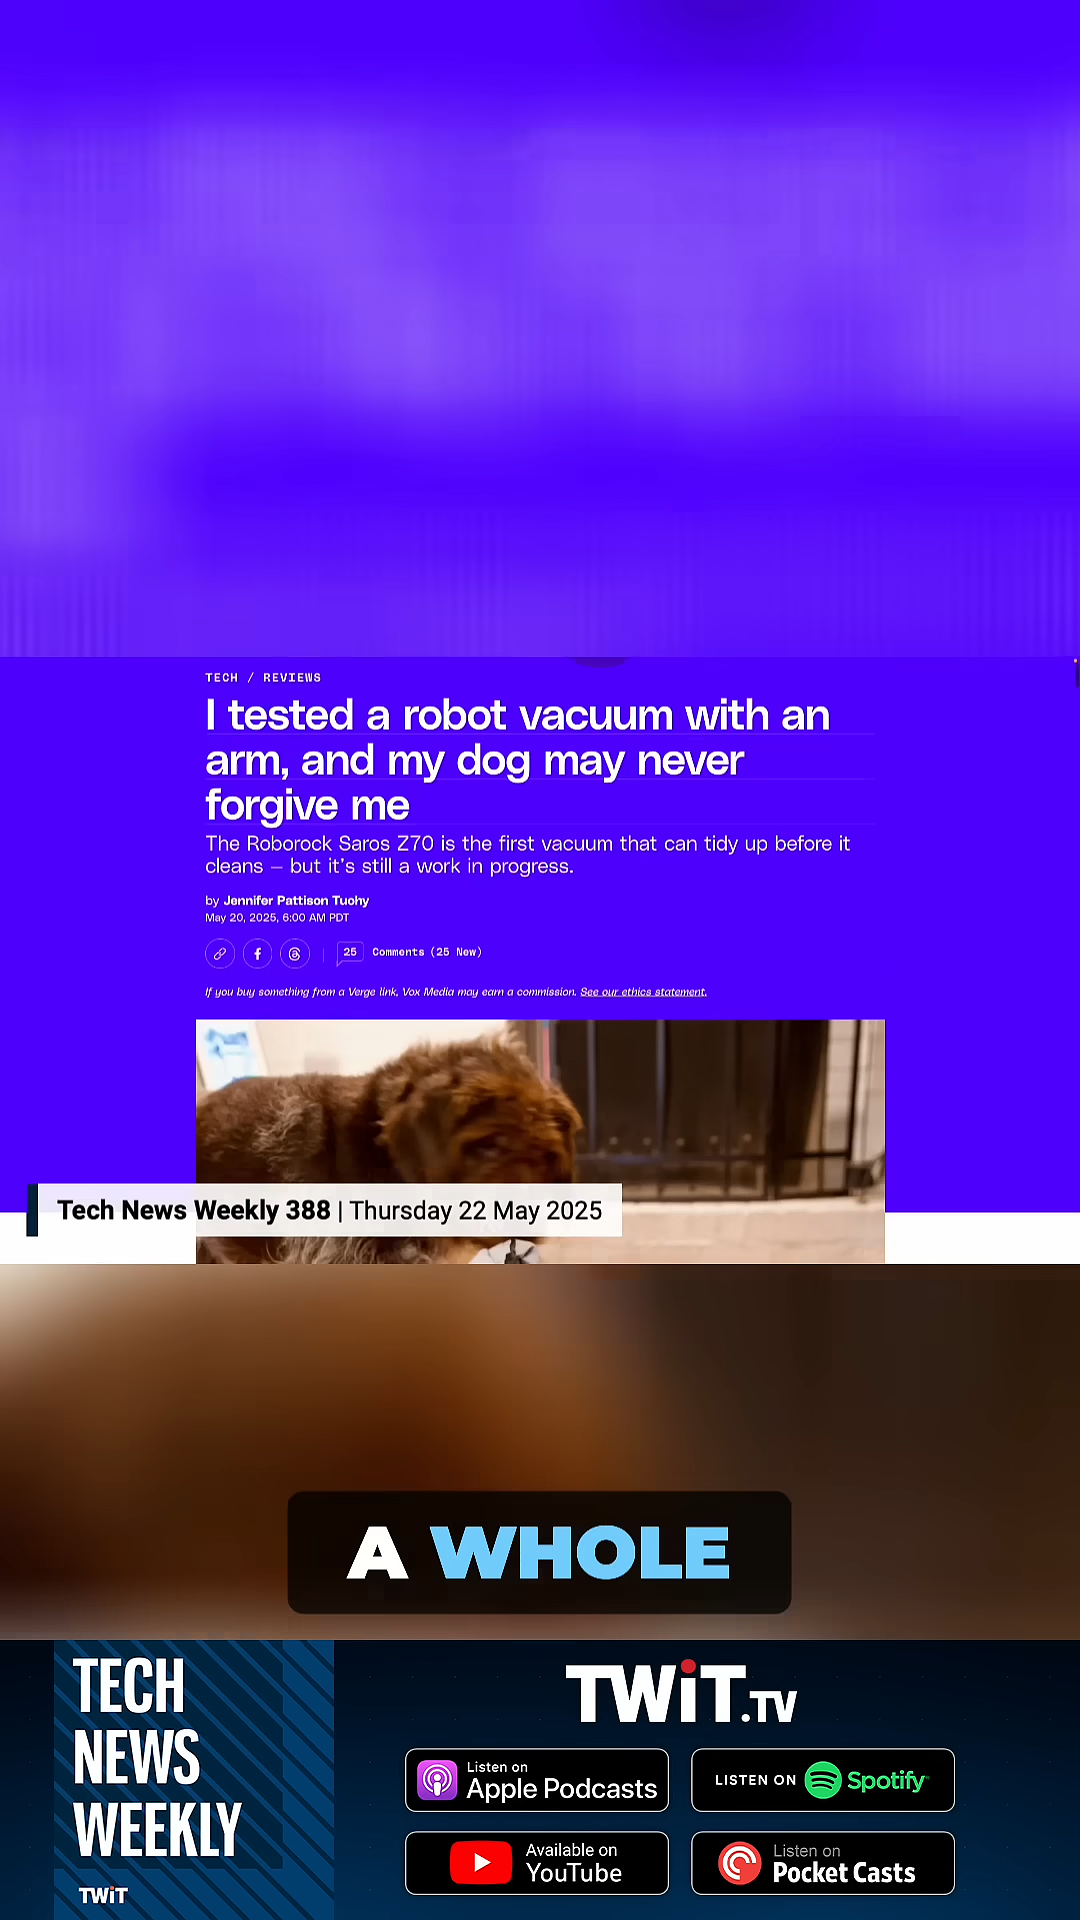 TECH / REVIEWS
I tested a robot vacuum with an
arm, and my dog may never
forgive me
The Roborock Saros Z70 is the first vacuum that can tidy up before it
cleans — but it's still a work in progress.
by Jennifer Pattison Tuohy
May 20, 2025, 6:00 AM PDT
25 Comments (25 New)
If you buy something from a Verge link, Vox Media may earn a commission. See our ethics statement.
Tech News Weekly 388 | Thursday 22 May 2025
A WHOLE
TECH
NEWS
WEEKLY
TWiT
TWiT.TV
Listen on
Apple Podcasts
LISTEN ON Spotify
Available on
YouTube
Listen on
Pocket Casts